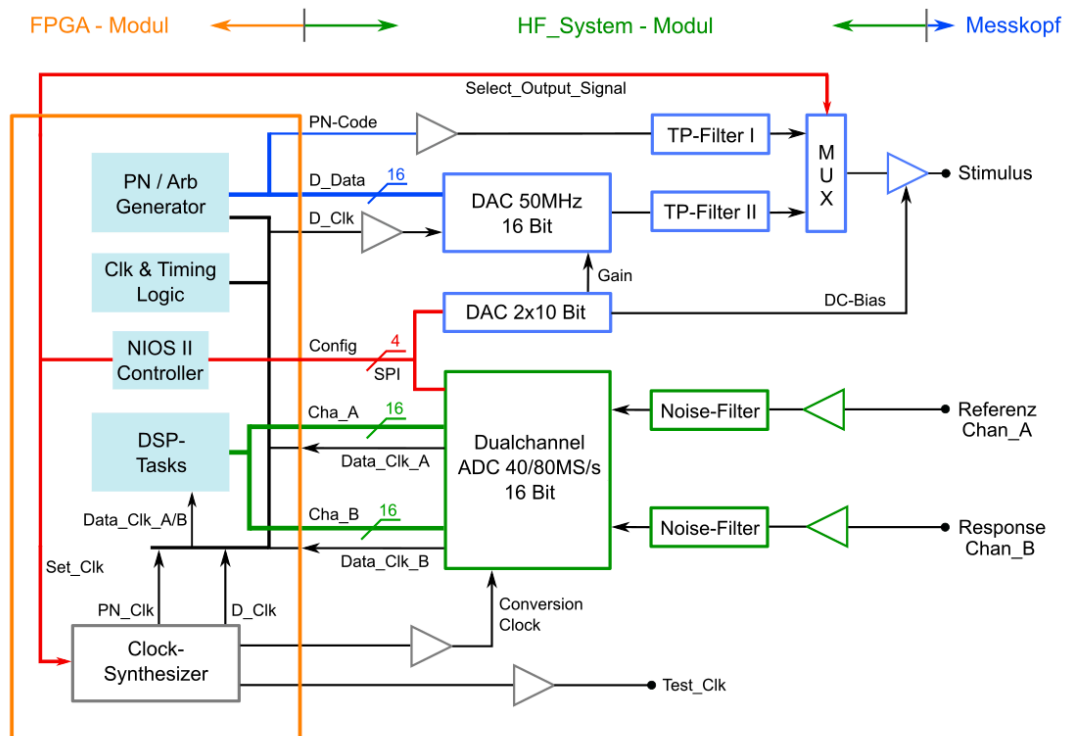 FPGA - Modul
HF_System - Modul
Messkopf
Select_Output_Signal
PN-Code
TP-Filter I
MUX
PN / Arb
Generator
D_Data
16
DAC 50MHz
16 Bit
TP-Filter II
Stimulus
D_Clk
Clk & Timing
Logic
Gain
DAC 2x10 Bit
DC-Bias
NIOS II
Controller
Config
4
SPI
Cha_A
16
Noise-Filter
Referenz
Chan_A
DSP-
Tasks
Data_Clk_A
Dualchannel
ADC 40/80MS/s
16 Bit
Data_Clk_A/B
Cha_B
16
Noise-Filter
Response
Chan_B
Data_Clk_B
Set_Clk
PN_Clk
D_Clk
Conversion
Clock
Clock-
Synthesizer
Test_Clk